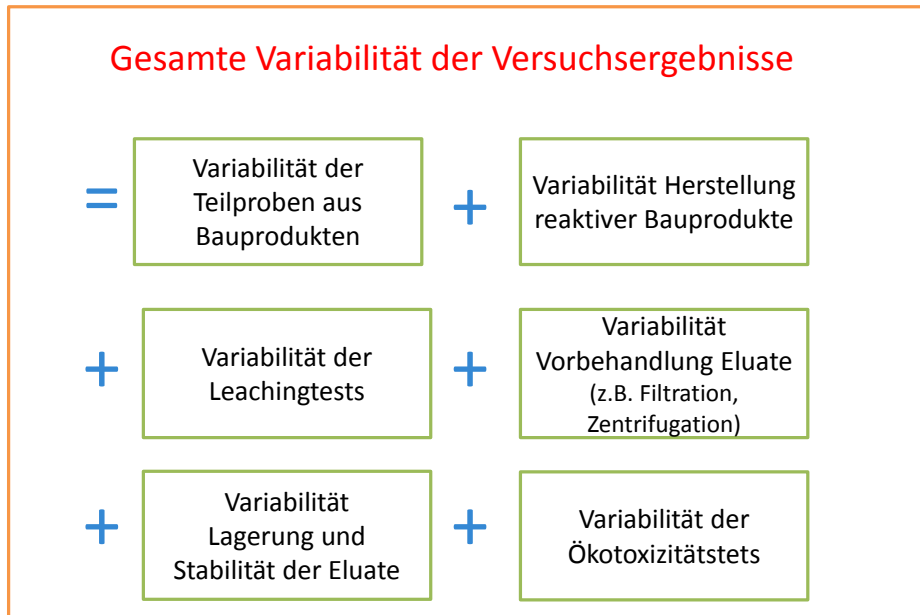 Gesamte Variabilität der Versuchsergebnisse
=
Variabilität der
Teilproben aus
Bauprodukten
+
Variabilität Herstellung
reaktiver Bauprodukte
+
Variabilität der
Leachingtests
+
Variabilität
Vorbehandlung Eluate
(z.B. Filtration,
Zentrifugation)
+
Variabilität
Lagerung und
Stabilität der Eluate
+
Variabilität der
Ökotoxizitätstets